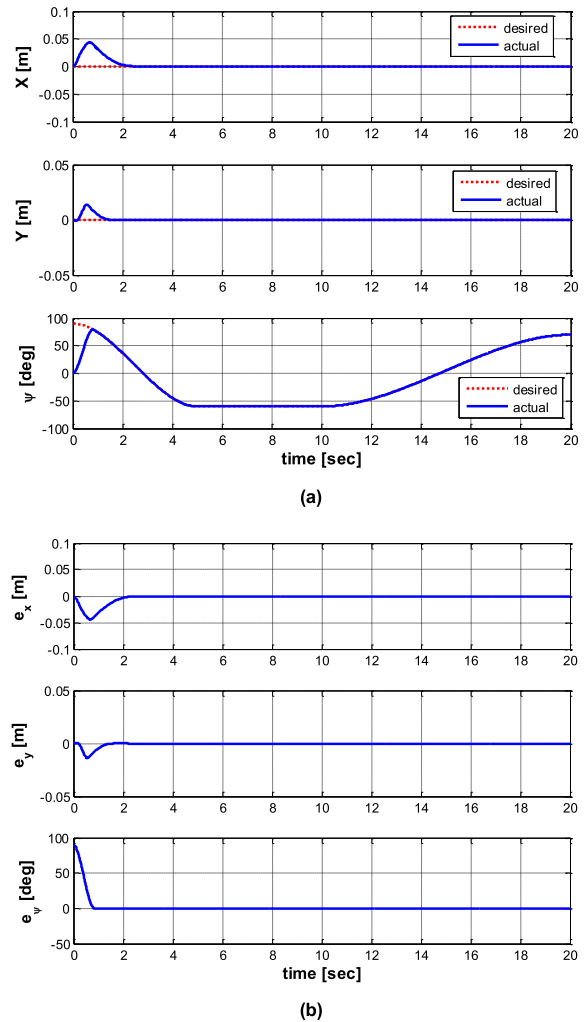 X [m]
0.1
0.05
0
-0.05
-0.1
desired
actual
0 2 4 6 8 10 12 14 16 18 20
Y [m]
0.05
0
-0.05
desired
actual
0 2 4 6 8 10 12 14 16 18 20
ψ [deg]
100
50
0
-50
-100
desired
actual
0 2 4 6 8 10 12 14 16 18 20
time [sec]
(a)
e_x [m]
0.1
0.05
0
-0.05
-0.1
0 2 4 6 8 10 12 14 16 18 20
e_y [m]
0.05
0
-0.05
0 2 4 6 8 10 12 14 16 18 20
e_ψ [deg]
100
50
0
-50
0 2 4 6 8 10 12 14 16 18 20
time [sec]
(b)